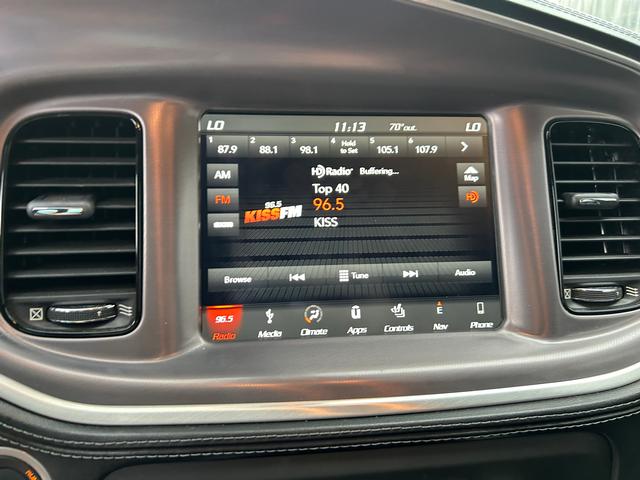 LO 11:13 70° out. LO
1 87.9 2 88.1 3 98.1 4 Hold to Set 5 105.1 6 107.9
AM HD Radio Buffering... Map
Top 40
FM 96.5 HD
96.5 KISSFM
KISS
Browse Tune Audio
96.5 E
Radio Media Climate Apps Controls Nav Phone